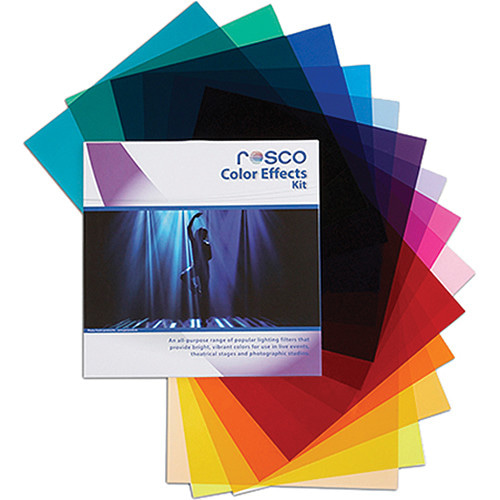 rosco
Color Effects
Kit
An all-purpose range of popular lighting filters that
provide bright, vibrant colors for use in live events,
theatrical stages and photographic studios.